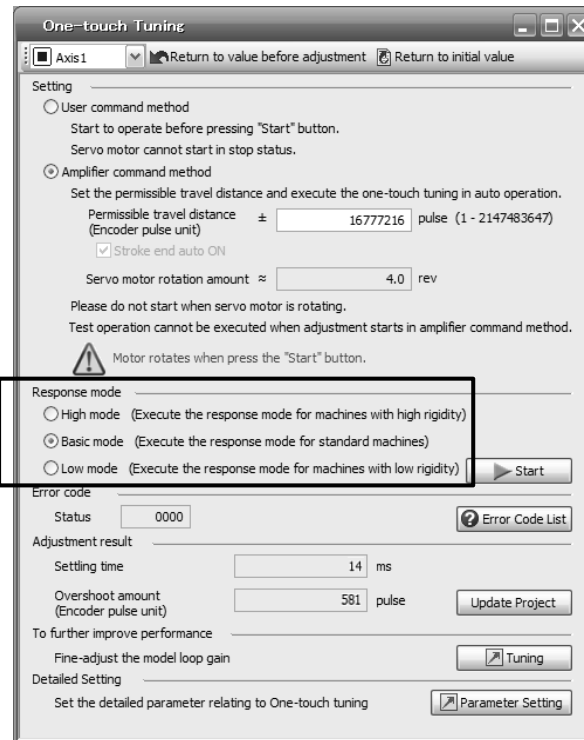 One-touch Tuning
Axis1 Return to value before adjustment Return to initial value
Setting
User command method
Start to operate before pressing "Start" button.
Servo motor cannot start in stop status.
Amplifier command method
Set the permissible travel distance and execute the one-touch tuning in auto operation.
Permissible travel distance
(Encoder pulse unit) ± 16777216 pulse (1 - 2147483647)
Stroke end auto ON
Servo motor rotation amount ≈ 4.0 rev
Please do not start when servo motor is rotating.
Test operation cannot be executed when adjustment starts in amplifier command method.
Motor rotates when press the "Start" button.
Response mode
High mode (Execute the response mode for machines with high rigidity)
Basic mode (Execute the response mode for standard machines)
Low mode (Execute the response mode for machines with low rigidity) Start
Error code
Status 0000 Error Code List
Adjustment result
Settling time 14 ms
Overshoot amount
(Encoder pulse unit) 581 pulse Update Project
To further improve performance
Fine-adjust the model loop gain Tuning
Detailed Setting
Set the detailed parameter relating to One-touch tuning Parameter Setting